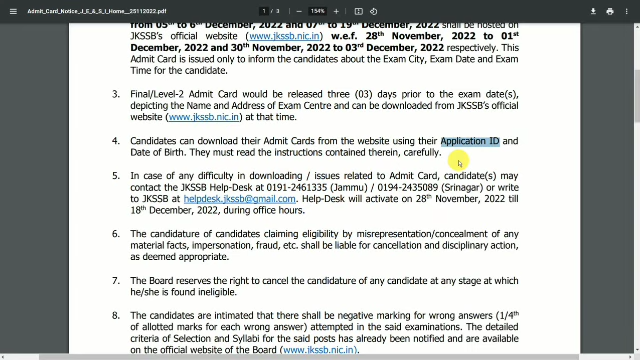 Admit_Card_Notice_J_E_&_S_I_Home__25112022.pdf
1 / 3
154%
from 05th to 6th December, 2022 and 07th to 19th December, 2022 shall be hosted on
JKSSB's official website (www.jkssb.nic.in) w.e.f. 28th November, 2022 to 01st
December, 2022 and 30th November, 2022 to 03rd December, 2022 respectively. This
Admit Card is issued only to inform the candidates about the Exam City, Exam Date and Exam
Time for the candidate.
3. Final/Level-2 Admit Card would be released three (03) days prior to the exam date(s),
depicting the Name and Address of Exam Centre and can be downloaded from JKSSB's official
website (www.jkssb.nic.in) at that time.
4. Candidates can download their Admit Cards from the website using their Application ID and
Date of Birth. They must read the instructions contained therein, carefully.
5. In case of any difficulty in downloading / issues related to Admit Card, candidate(s) may
contact the JKSSB Help-Desk at 0191-2461335 (Jammu) / 0194-2435089 (Srinagar) or write
to JKSSB at helpdesk.jkssb@gmail.com. Help-Desk will activate on 28th November, 2022 till
18th December, 2022, during office hours.
6. The candidature of candidates claiming eligibility by misrepresentation/concealment of any
material facts, impersonation, fraud, etc. shall be liable for cancellation and disciplinary action,
as deemed appropriate.
7. The Board reserves the right to cancel the candidature of any candidate at any stage at which
he/she is found ineligible.
8. The candidates are intimated that there shall be negative marking for wrong answers (1/4th
of allotted marks for each wrong answer) attempted in the said examinations. The detailed
criteria of Selection and Syllabi for the said posts has already been notified and are available
on the official website of the Board (www.jkssb.nic.in)